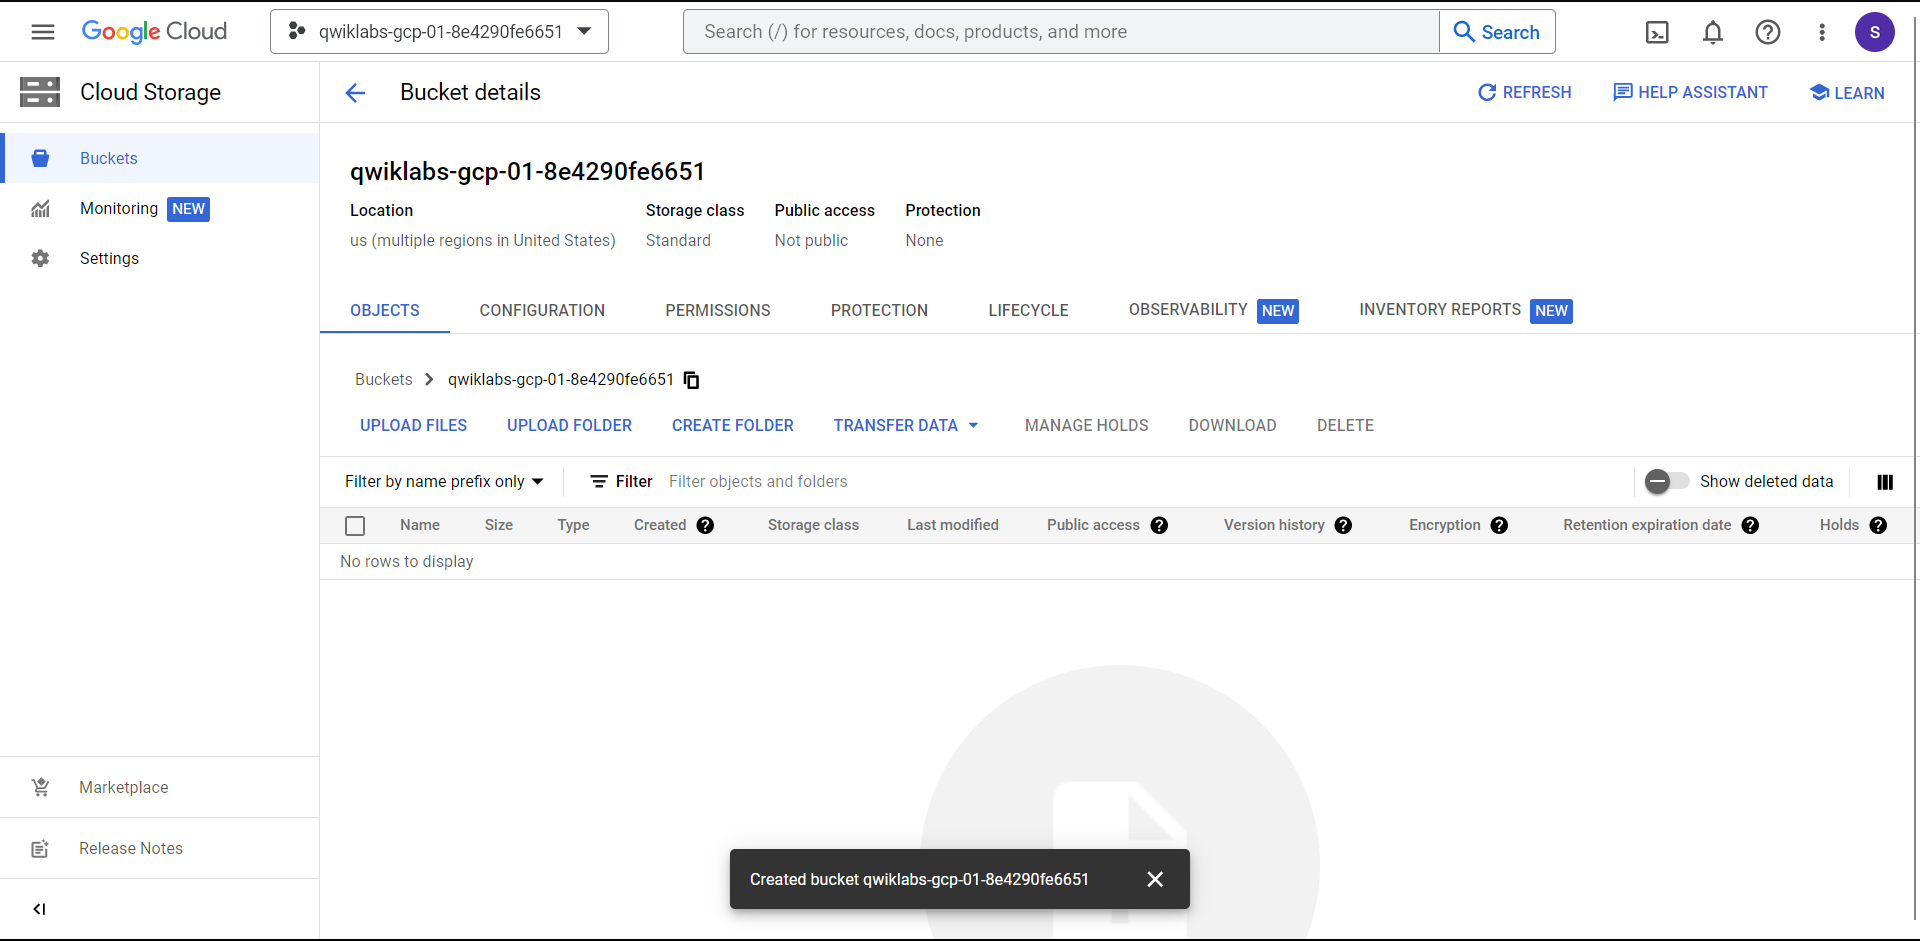 Google Cloud
qwiklabs-gcp-01-8e4290fe6651
Search (/) for resources, docs, products, and more
Search
S
Cloud Storage
Bucket details
REFRESH
HELP ASSISTANT
LEARN
Buckets
Monitoring NEW
Settings
Marketplace
Release Notes
qwiklabs-gcp-01-8e4290fe6651
Location Storage class Public access Protection
us (multiple regions in United States) Standard Not public None
OBJECTS CONFIGURATION PERMISSIONS PROTECTION LIFECYCLE OBSERVABILITY NEW INVENTORY REPORTS NEW
Buckets > qwiklabs-gcp-01-8e4290fe6651
UPLOAD FILES UPLOAD FOLDER CREATE FOLDER TRANSFER DATA MANAGE HOLDS DOWNLOAD DELETE
Filter by name prefix only Filter Filter objects and folders Show deleted data
Name Size Type Created ? Storage class Last modified Public access ? Version history ? Encryption ? Retention expiration date ? Holds ?
No rows to display
Created bucket qwiklabs-gcp-01-8e4290fe6651